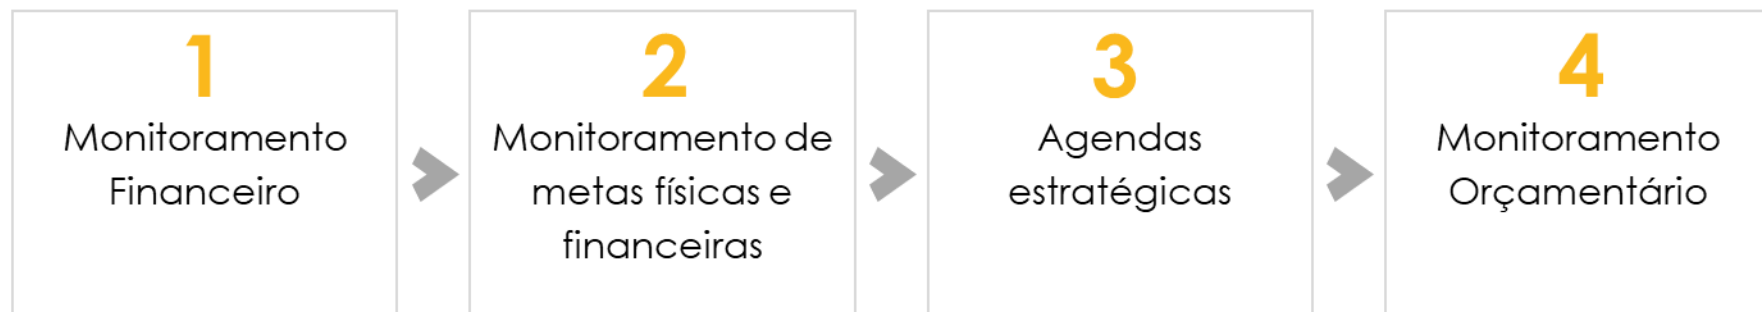 1
Monitoramento
Financeiro
2
Monitoramento de
metas físicas e
financeiras
3
Agendas
estratégicas
4
Monitoramento
Orçamentário